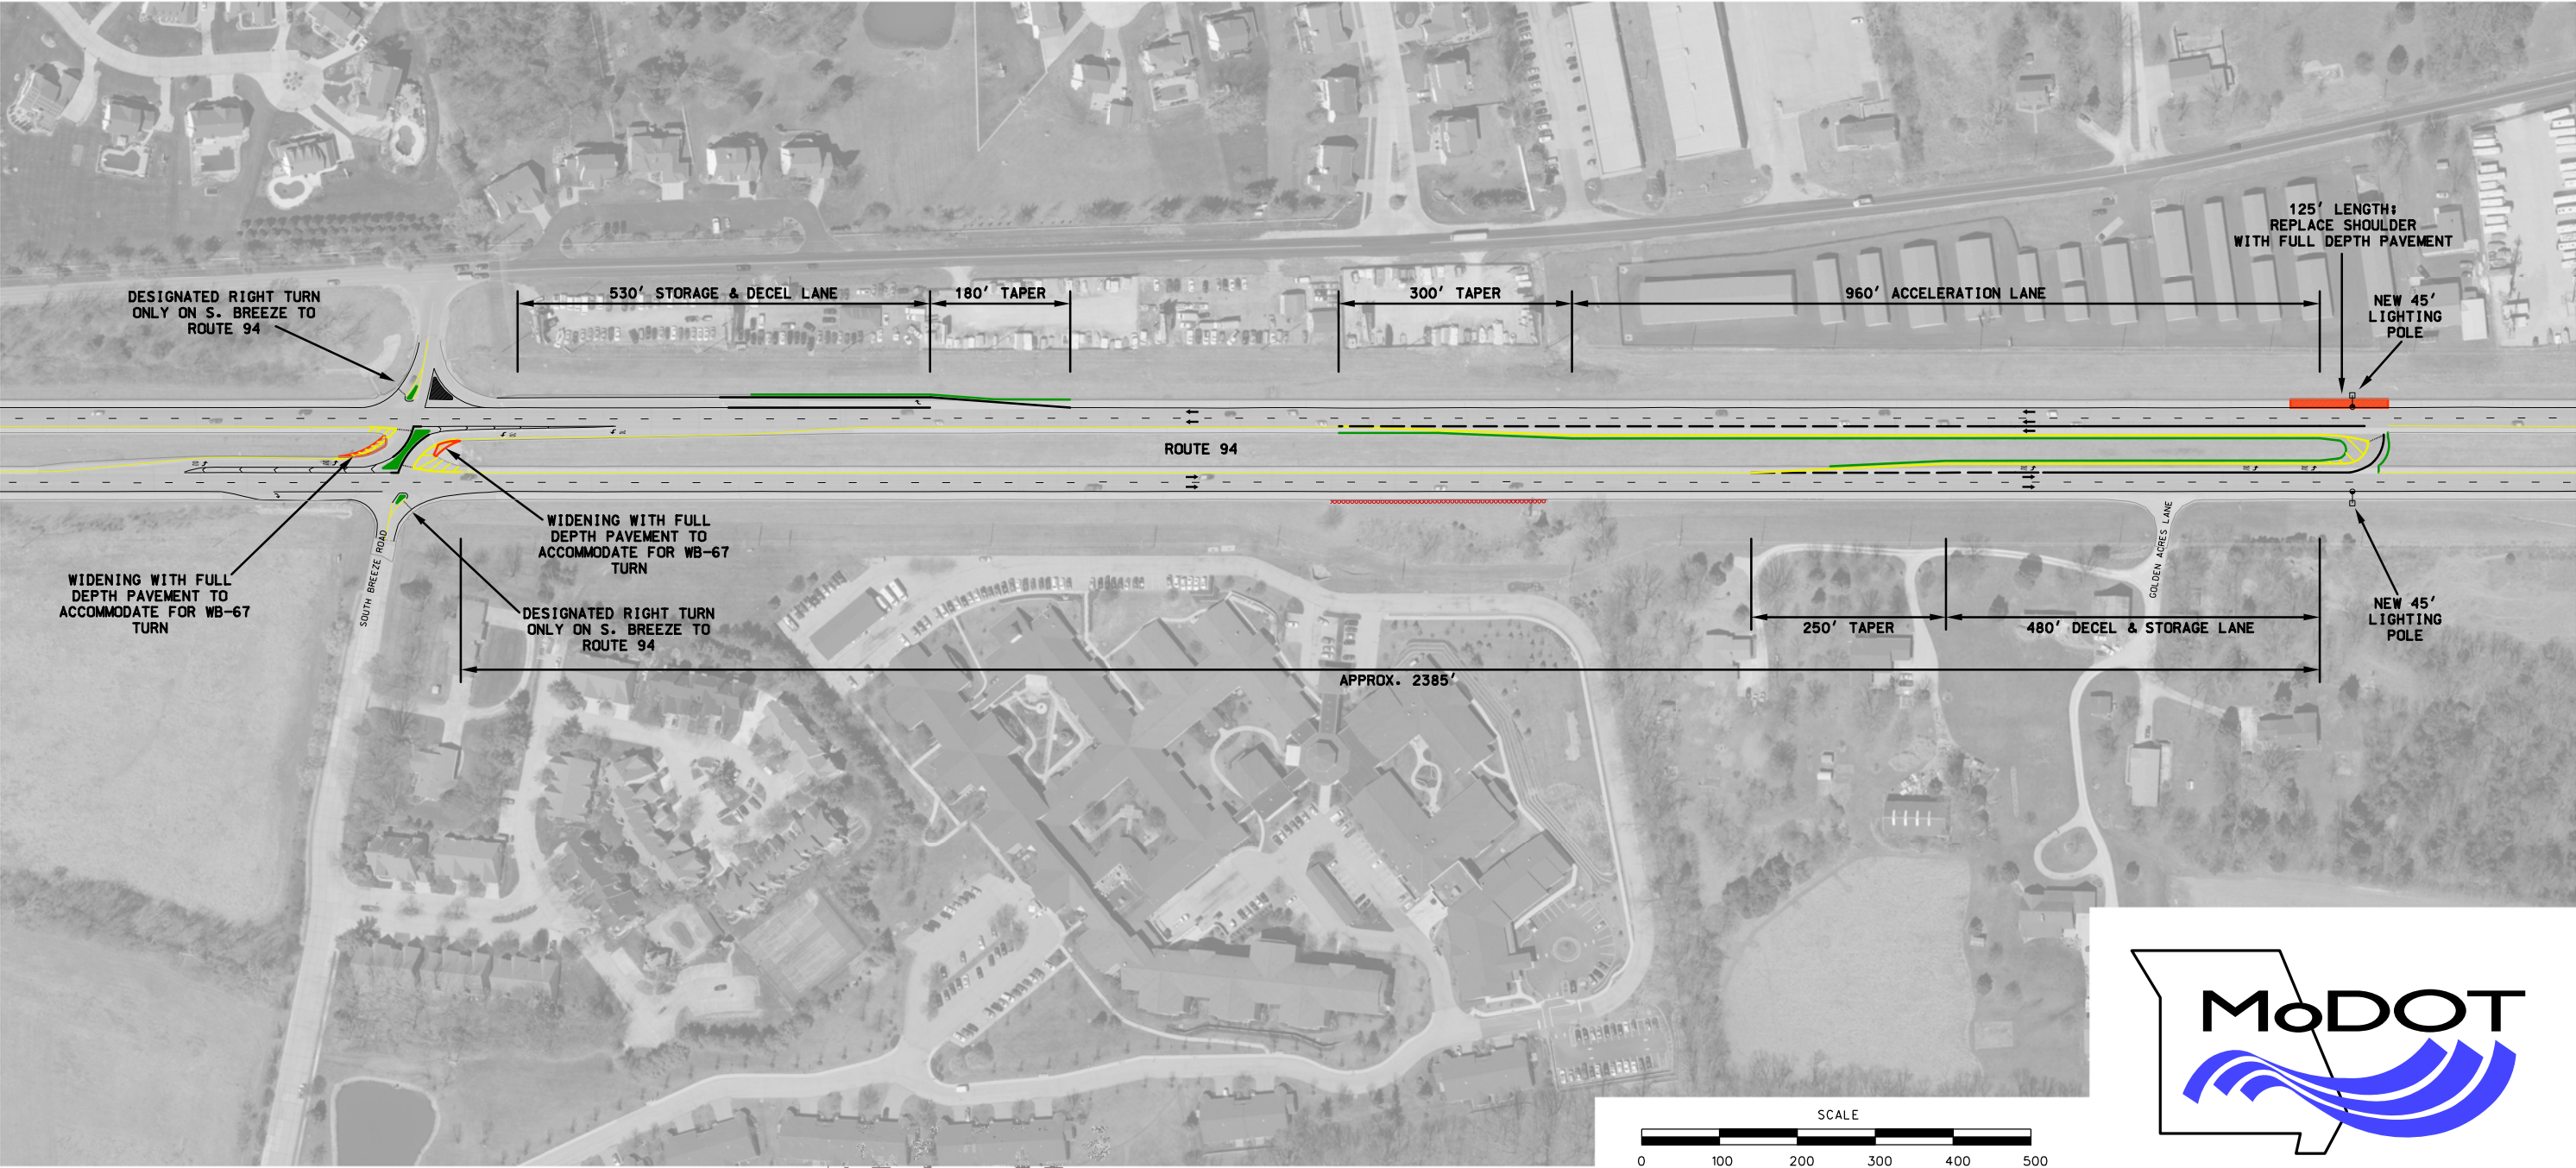 125' LENGTH;
REPLACE SHOULDER
WITH FULL DEPTH PAVEMENT
DESIGNATED RIGHT TURN
ONLY ON S. BREEZE TO
ROUTE 94
530' STORAGE & DECEL LANE
180' TAPER
300' TAPER
960' ACCELERATION LANE
NEW 45'
LIGHTING
POLE
ROUTE 94
WIDENING WITH FULL
DEPTH PAVEMENT TO
ACCOMMODATE FOR WB-67
TURN
WIDENING WITH FULL
DEPTH PAVEMENT TO
ACCOMMODATE FOR WB-67
TURN
SOUTH BREEZE ROAD
DESIGNATED RIGHT TURN
ONLY ON S. BREEZE TO
ROUTE 94
GOLDEN ACRES LANE
250' TAPER
480' DECEL & STORAGE LANE
NEW 45'
LIGHTING
POLE
APPROX. 2385'
MoDOT
SCALE
0 100 200 300 400 500